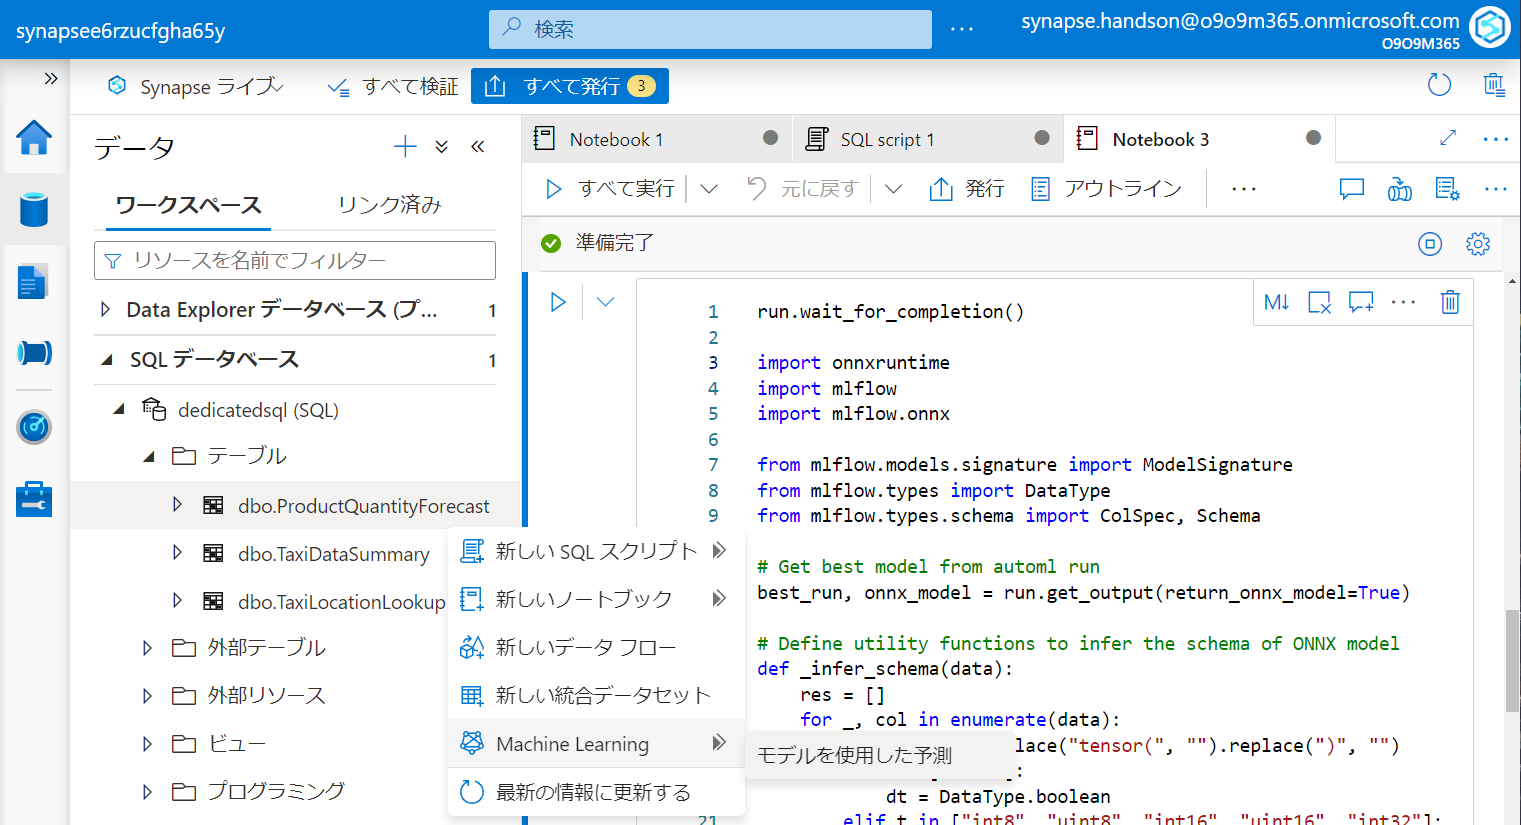 synapsee6rzucfgha65y
検索
synapse.handson@o9o9m365.onmicrosoft.com
O9O9M365
Synapse ライブ
すべて検証
すべて発行 3
データ
ワークスペース
リンク済み
リソースを名前でフィルター
Data Explorer データベース (プ... 1
SQL データベース 1
dedicatedsql (SQL)
テーブル
dbo.ProductQuantityForecast
dbo.TaxiDataSummary
dbo.TaxiLocationLookup
外部テーブル
外部リソース
ビュー
プログラミング
新しい SQL スクリプト
新しいノートブック
新しいデータ フロー
新しい統合データセット
Machine Learning
最新の情報に更新する
モデルを使用した予測
Notebook 1
SQL script 1
Notebook 3
すべて実行
元に戻す
発行
アウトライン
準備完了
M↓
1 run.wait_for_completion()
2
3 import onnxruntime
4 import mlflow
5 import mlflow.onnx
6
7 from mlflow.models.signature import ModelSignature
8 from mlflow.types import DataType
9 from mlflow.types.schema import ColSpec, Schema
# Get best model from automl run
best_run, onnx_model = run.get_output(return_onnx_model=True)
# Define utility functions to infer the schema of ONNX model
def _infer_schema(data):
res = []
for _, col in enumerate(data):
lace("tensor(", "").replace(")", "")
]:
dt = DataType.boolean
21 elif t in ["int8", "uint8", "int16", "uint16", "int32"]: